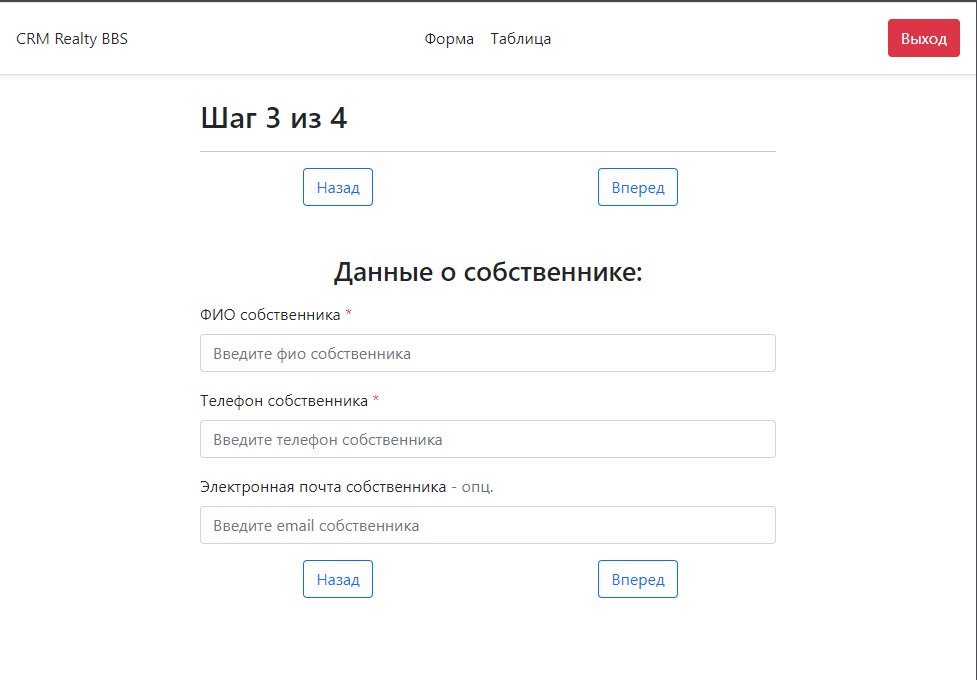 CRM Realty BBS Форма Таблица Выход
Шаг 3 из 4
Назад Вперед
Данные о собственнике:
ФИО собственника *
Введите фио собственника
Телефон собственника *
Введите телефон собственника
Электронная почта собственника - опц.
Введите email собственника
Назад Вперед